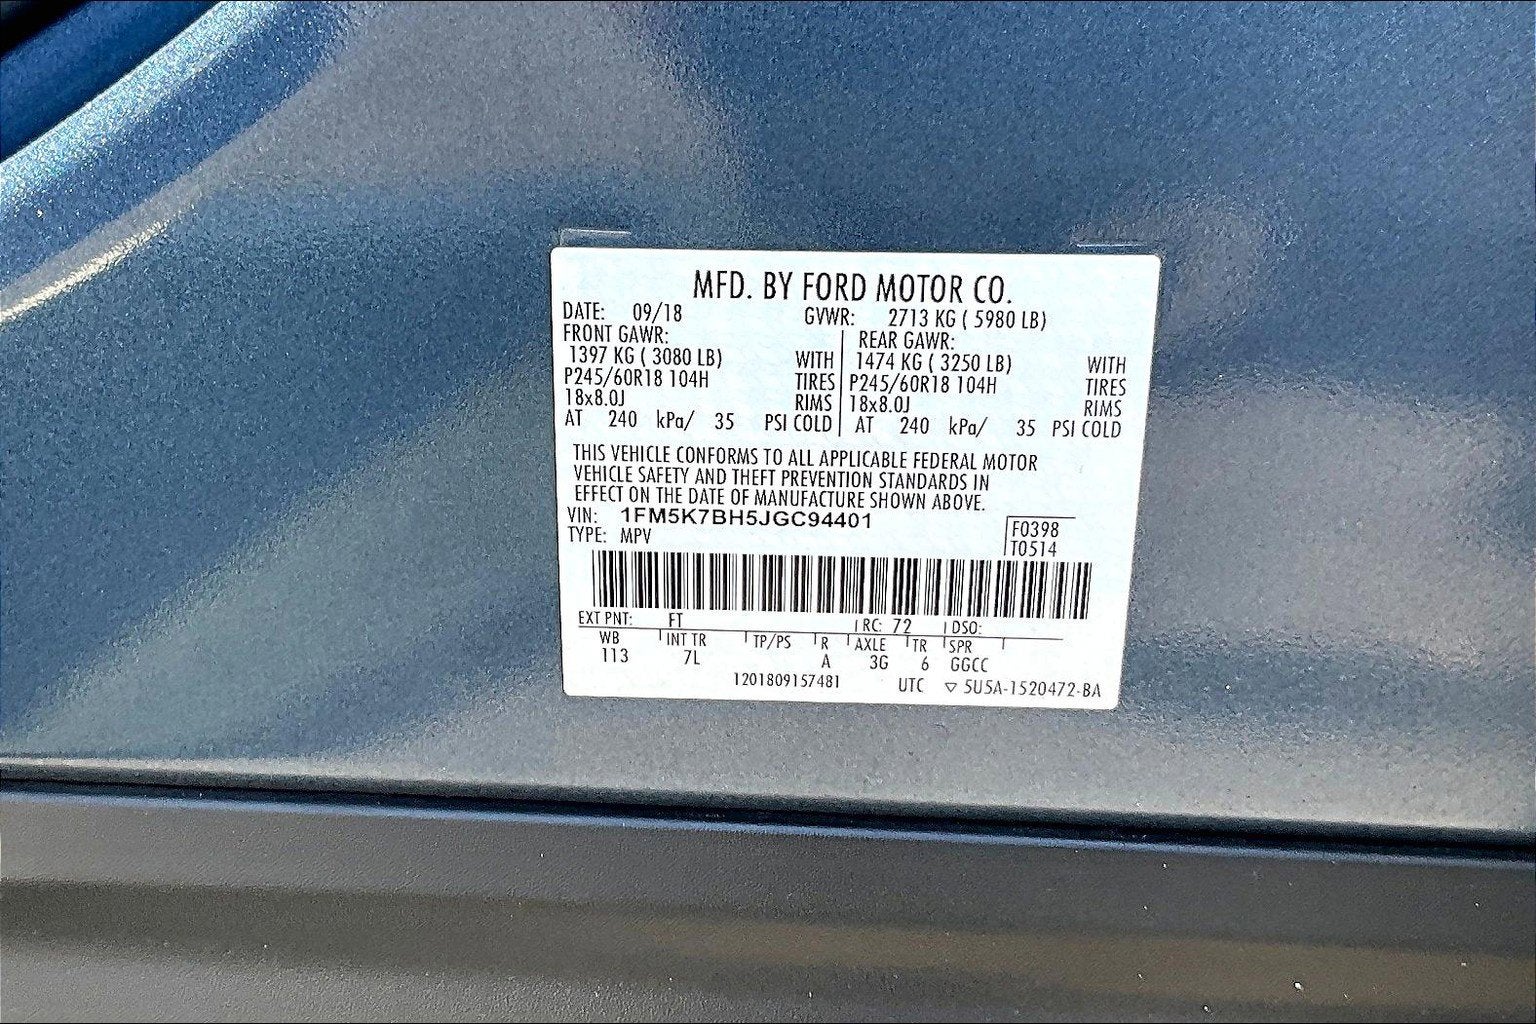 MFD. BY FORD MOTOR CO.
DATE: 09/18 GVWR: 2713 KG ( 5980 LB)
FRONT GAWR: REAR GAWR:
1397 KG ( 3080 LB) WITH 1474 KG ( 3250 LB) WITH
P245/60R18 104H TIRES P245/60R18 104H TIRES
18x8.0J RIMS 18x8.0J RIMS
AT 240 kPa/ 35 PSI COLD AT 240 kPa/ 35 PSI COLD
THIS VEHICLE CONFORMS TO ALL APPLICABLE FEDERAL MOTOR
VEHICLE SAFETY AND THEFT PREVENTION STANDARDS IN
EFFECT ON THE DATE OF MANUFACTURE SHOWN ABOVE.
VIN: 1FM5K7BH5JGC94401 F0398
TYPE: MPV T0514
EXT PNT: FT RC: 72 DSO:
WB INT TR TP/PS R AXLE TR SPR
113 7L A 3G 6 GGCC
1201809157481 UTC ▽ 5U5A-1520472-BA